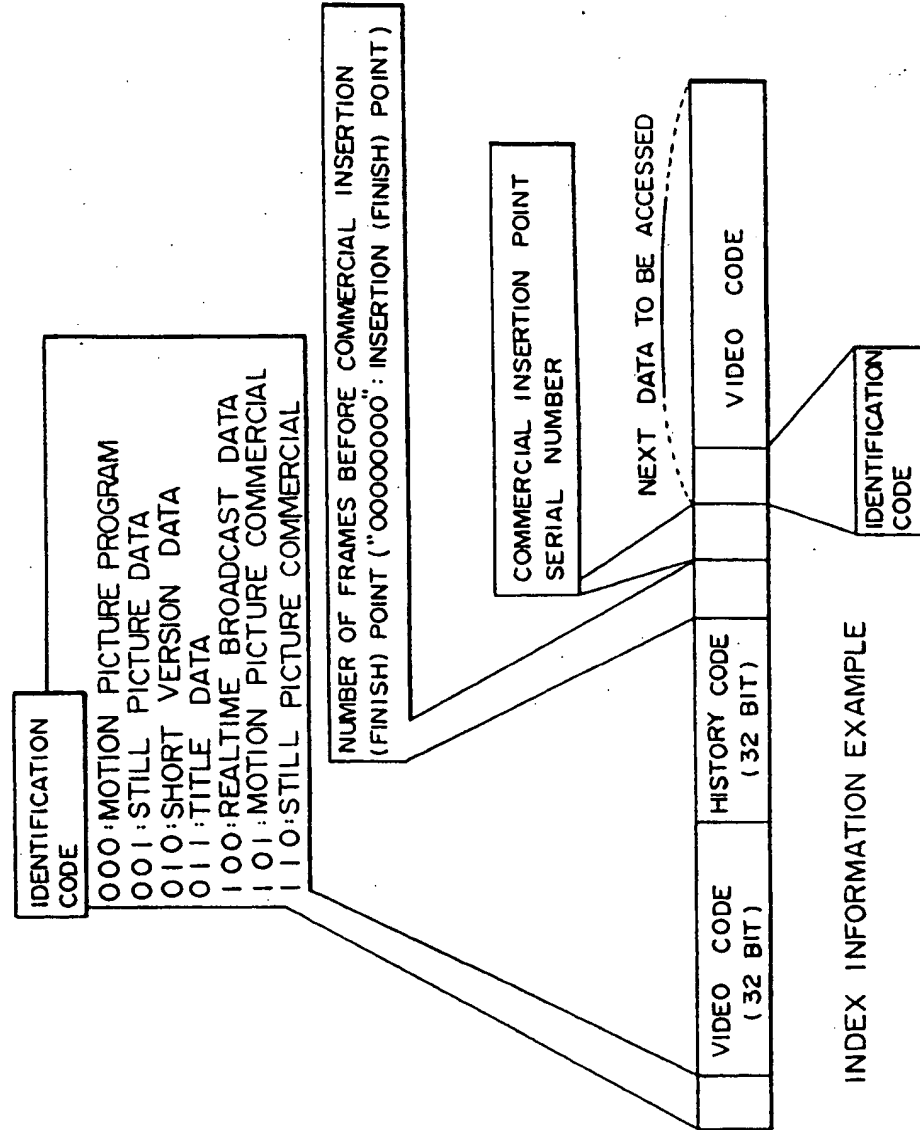 IDENTIFICATION
CODE
000:MOTION PICTURE PROGRAM
001:STILL PICTURE DATA
010:SHORT VERSION DATA
011:TITLE DATA
100:REALTIME BROADCAST DATA
101:MOTION PICTURE COMMERCIAL
110:STILL PICTURE COMMERCIAL
NUMBER OF FRAMES BEFORE COMMERCIAL INSERTION
(FINISH) POINT ("0000000": INSERTION (FINISH) POINT)
COMMERCIAL INSERTION POINT
SERIAL NUMBER
NEXT DATA TO BE ACCESSED
VIDEO CODE
(32 BIT)
HISTORY CODE
(32 BIT)
VIDEO CODE
IDENTIFICATION
CODE
INDEX INFORMATION EXAMPLE